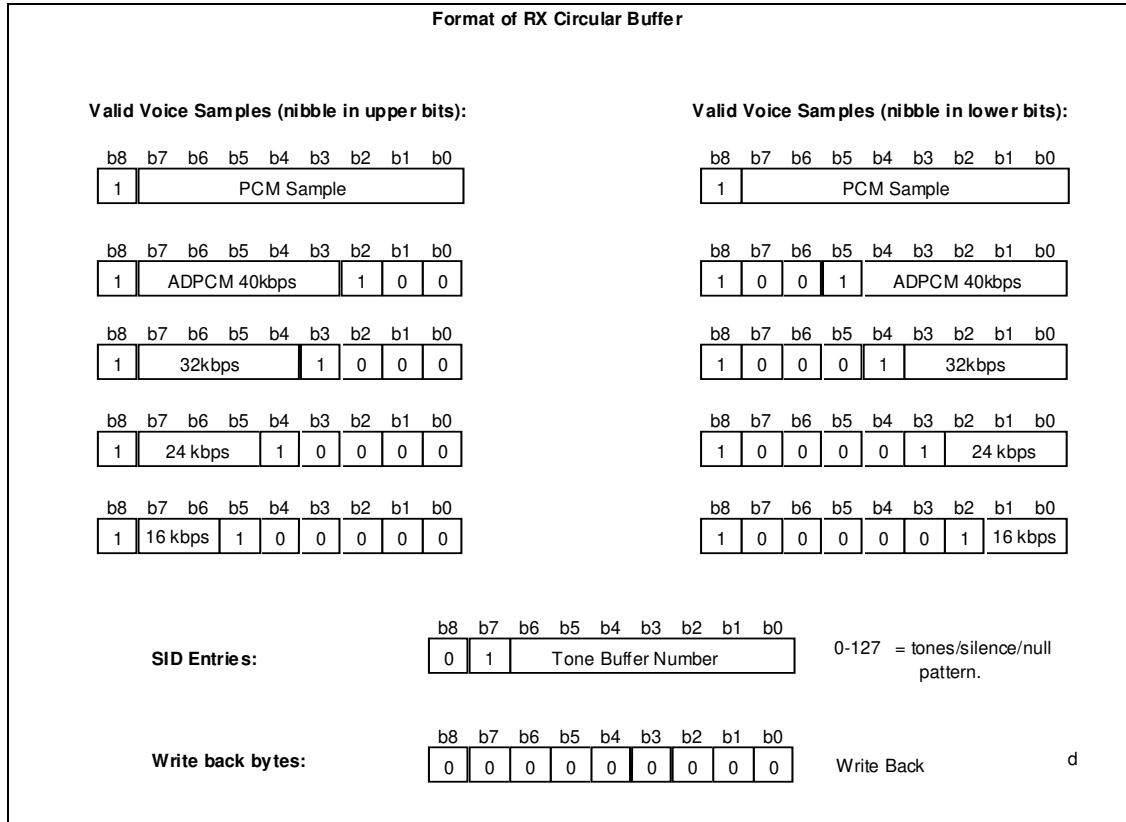 Format of RX Circular Buffer
Valid Voice Samples (nibble in upper bits): Valid Voice Samples (nibble in lower bits):
b8 b7 b6 b5 b4 b3 b2 b1 b0 b8 b7 b6 b5 b4 b3 b2 b1 b0
1 PCM Sample 1 PCM Sample
b8 b7 b6 b5 b4 b3 b2 b1 b0 b8 b7 b6 b5 b4 b3 b2 b1 b0
1 ADPCM 40kbps 1 0 0 1 0 0 1 ADPCM 40kbps
b8 b7 b6 b5 b4 b3 b2 b1 b0 b8 b7 b6 b5 b4 b3 b2 b1 b0
1 32kbps 1 0 0 0 1 0 0 0 1 32kbps
b8 b7 b6 b5 b4 b3 b2 b1 b0 b8 b7 b6 b5 b4 b3 b2 b1 b0
1 24 kbps 1 0 0 0 0 1 0 0 0 0 1 24 kbps
b8 b7 b6 b5 b4 b3 b2 b1 b0 b8 b7 b6 b5 b4 b3 b2 b1 b0
1 16 kbps 1 0 0 0 0 0 1 0 0 0 0 0 1 16 kbps
b8 b7 b6 b5 b4 b3 b2 b1 b0
SID Entries: 0 1 Tone Buffer Number 0-127 = tones/silence/null
pattern.
b8 b7 b6 b5 b4 b3 b2 b1 b0
Write back bytes: 0 0 0 0 0 0 0 0 0 Write Back d